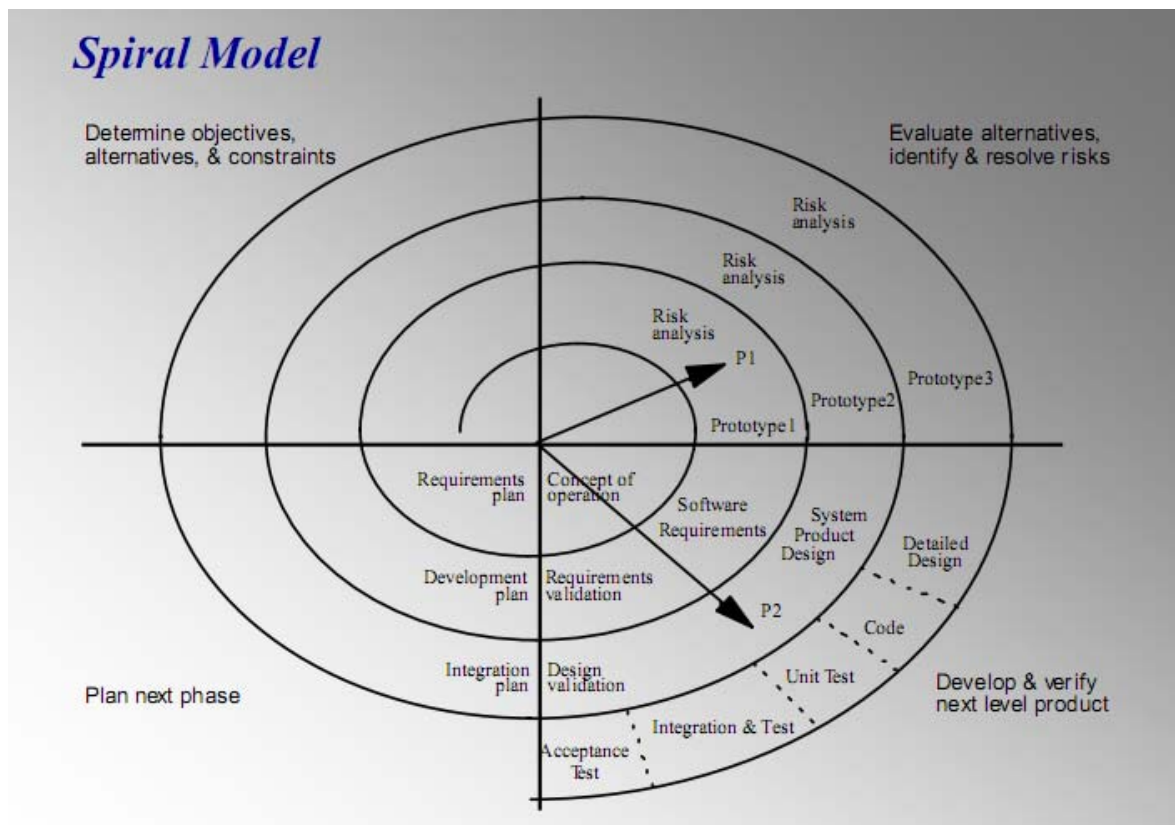 Spiral Model
Determine objectives,
alternatives, & constraints
Evaluate alternatives,
identify & resolve risks
Risk
analysis
Risk
analysis
Risk
analysis
P1
Prototype1
Prototype2
Prototype3
Requirements
plan
Concept of
operation
Software
Requirements
System
Product
Design
Detailed
Design
Development
plan
Requirements
validation
P2
Code
Integration
plan
Design
validation
Unit Test
Integration & Test
Acceptance
Test
Plan next phase
Develop & verify
next level product